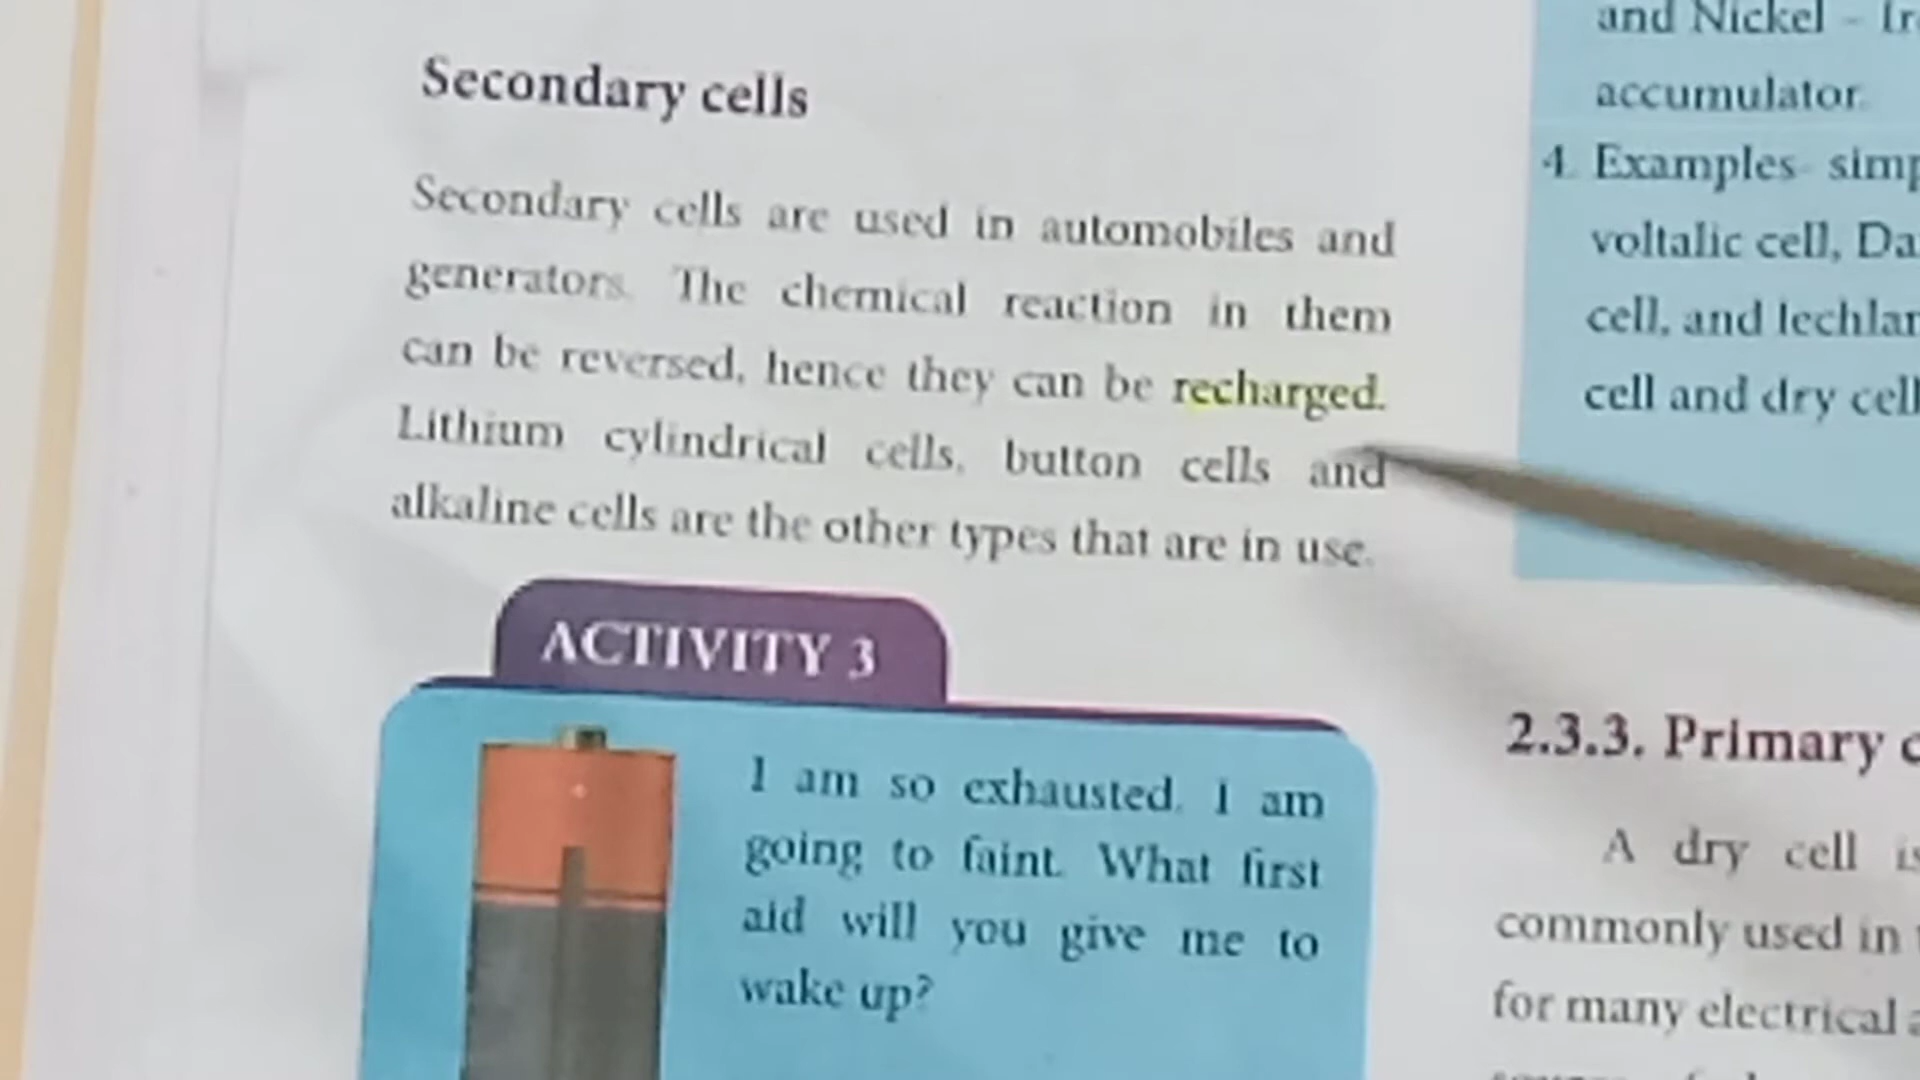 Secondary cells
Secondary cells are used in automobiles and
generators. The chemical reaction in them
can be reversed, hence they can be recharged.
Lithium cylindrical cells, button cells and
alkaline cells are the other types that are in use.
ACTIVITY 3
I am so exhausted. I am
going to faint. What first
aid will you give me to
wake up?
and Nickel –
accumulator.
4. Examples-
voltalic cell,
cell, and
cell and dry
2.3.3. Primary
A dry cell
commonly used in
for many electrical